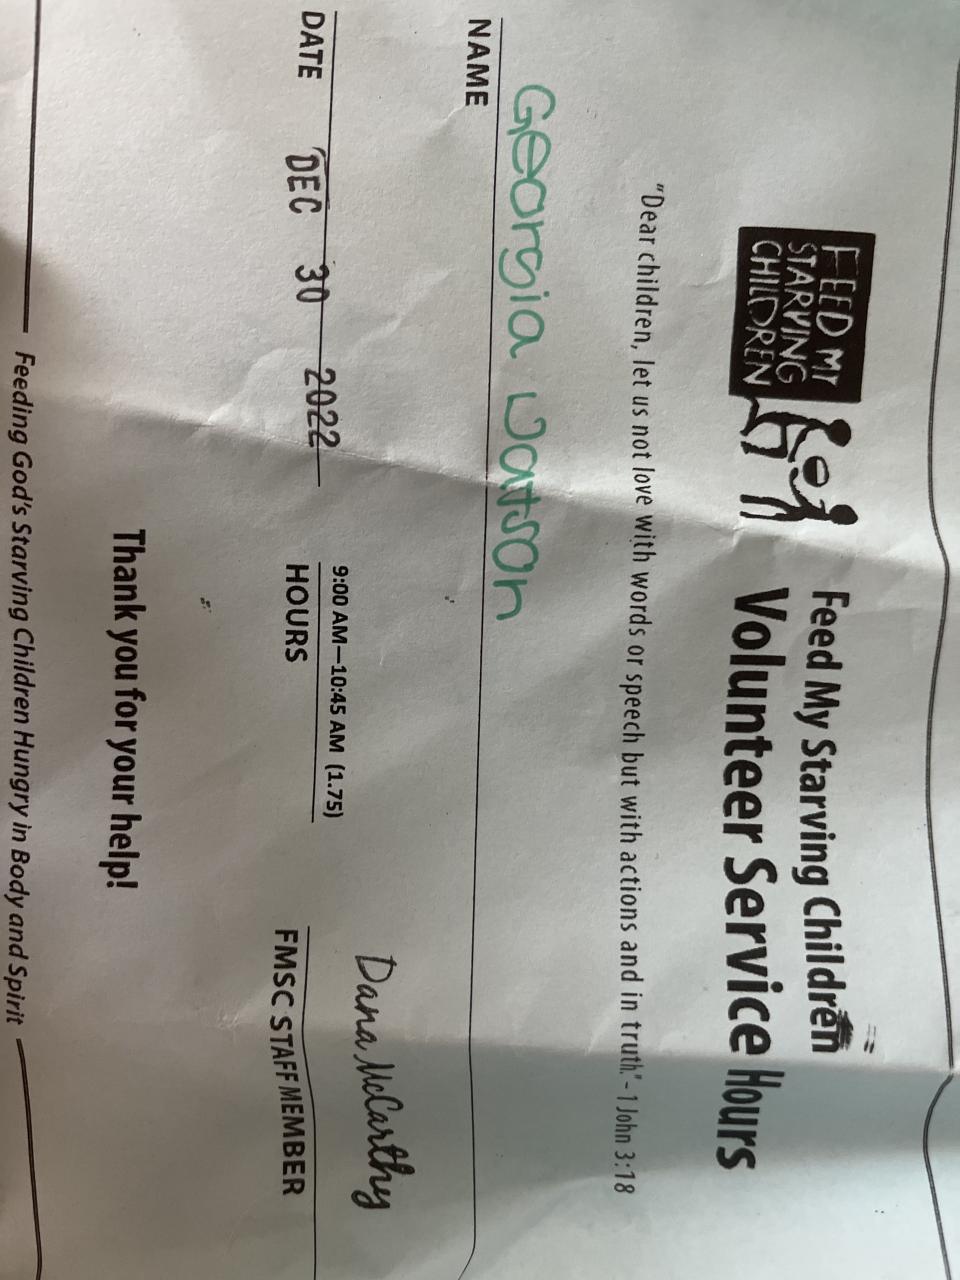 FEED MY
STARVING
CHILDREN
Feed My Starving Children
Volunteer Service Hours
"Dear children, let us not love with words or speech but with actions and in truth." - 1 John 3:18
Georgia Watson
NAME
DEC 30 2022
DATE
9:00 AM—10:45 AM (1.75)
HOURS
Dana McCarthy
FMSC STAFF MEMBER
Thank you for your help!
Feeding God's Starving Children Hungry in Body and Spirit